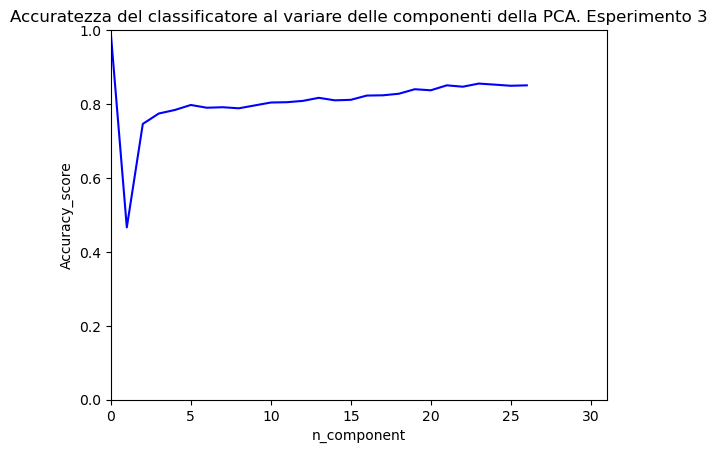 Accuratezza del classificatore al variare delle componenti della PCA. Esperimento 3
1.0
0.8
0.6
0.4
0.2
0.0
Accuracy_score
0 5 10 15 20 25 30
n_component